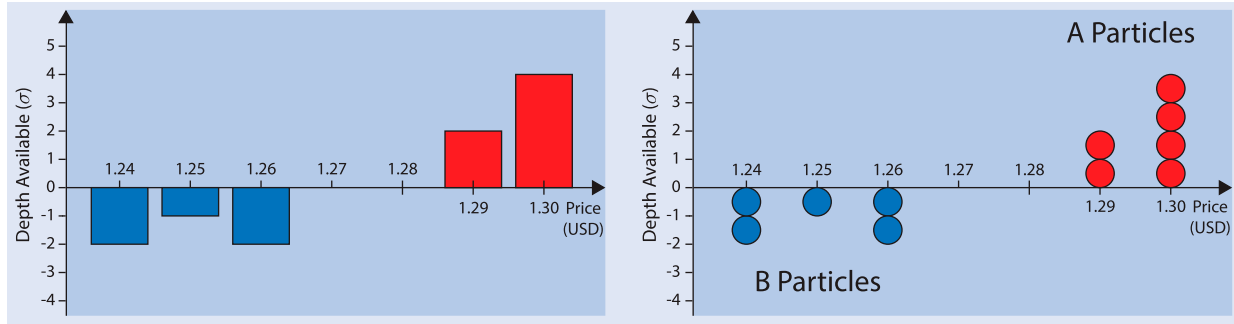 Depth Available (σ)
5
4
3
2
1
0
-1
-2
-3
-4
1.24 1.25 1.26 1.27 1.28
1.29 1.30 Price
(USD)
A Particles
Depth Available (σ)
5
4
3
2
1
0
-1
-2
-3
-4
1.24 1.25 1.26 1.27 1.28
1.29 1.30 Price
(USD)
B Particles